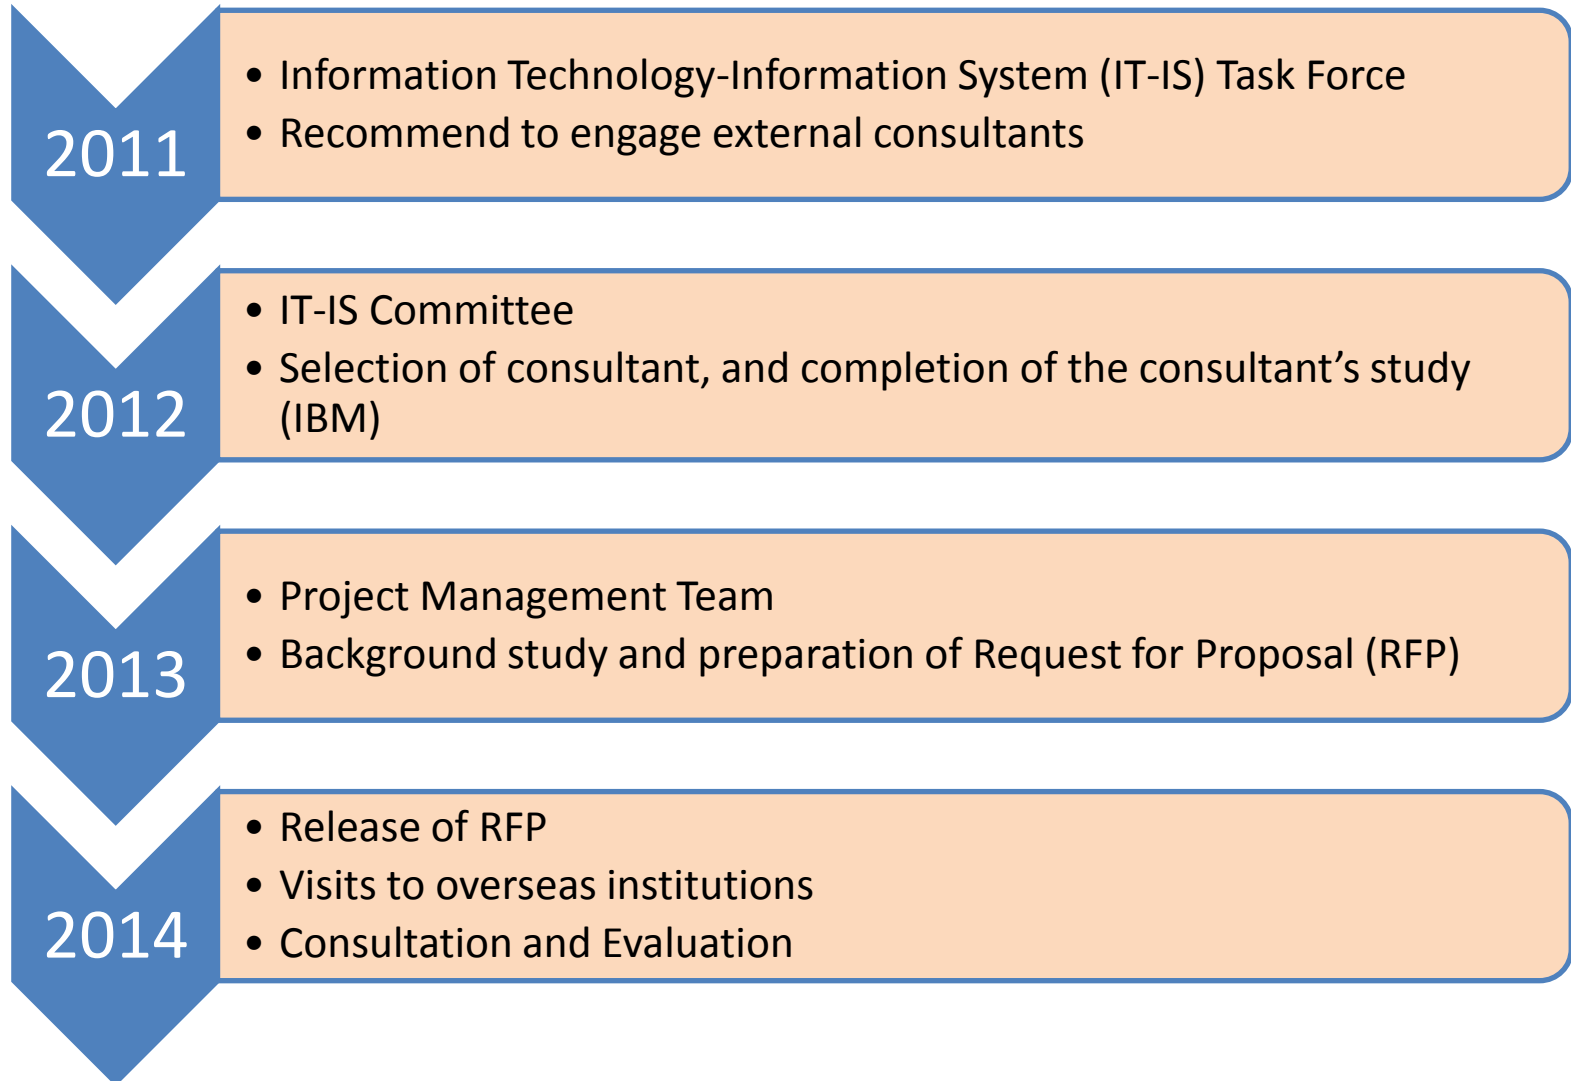 2011
• Information Technology-Information System (IT-IS) Task Force
• Recommend to engage external consultants
2012
• IT-IS Committee
• Selection of consultant, and completion of the consultant’s study
(IBM)
2013
• Project Management Team
• Background study and preparation of Request for Proposal (RFP)
2014
• Release of RFP
• Visits to overseas institutions
• Consultation and Evaluation